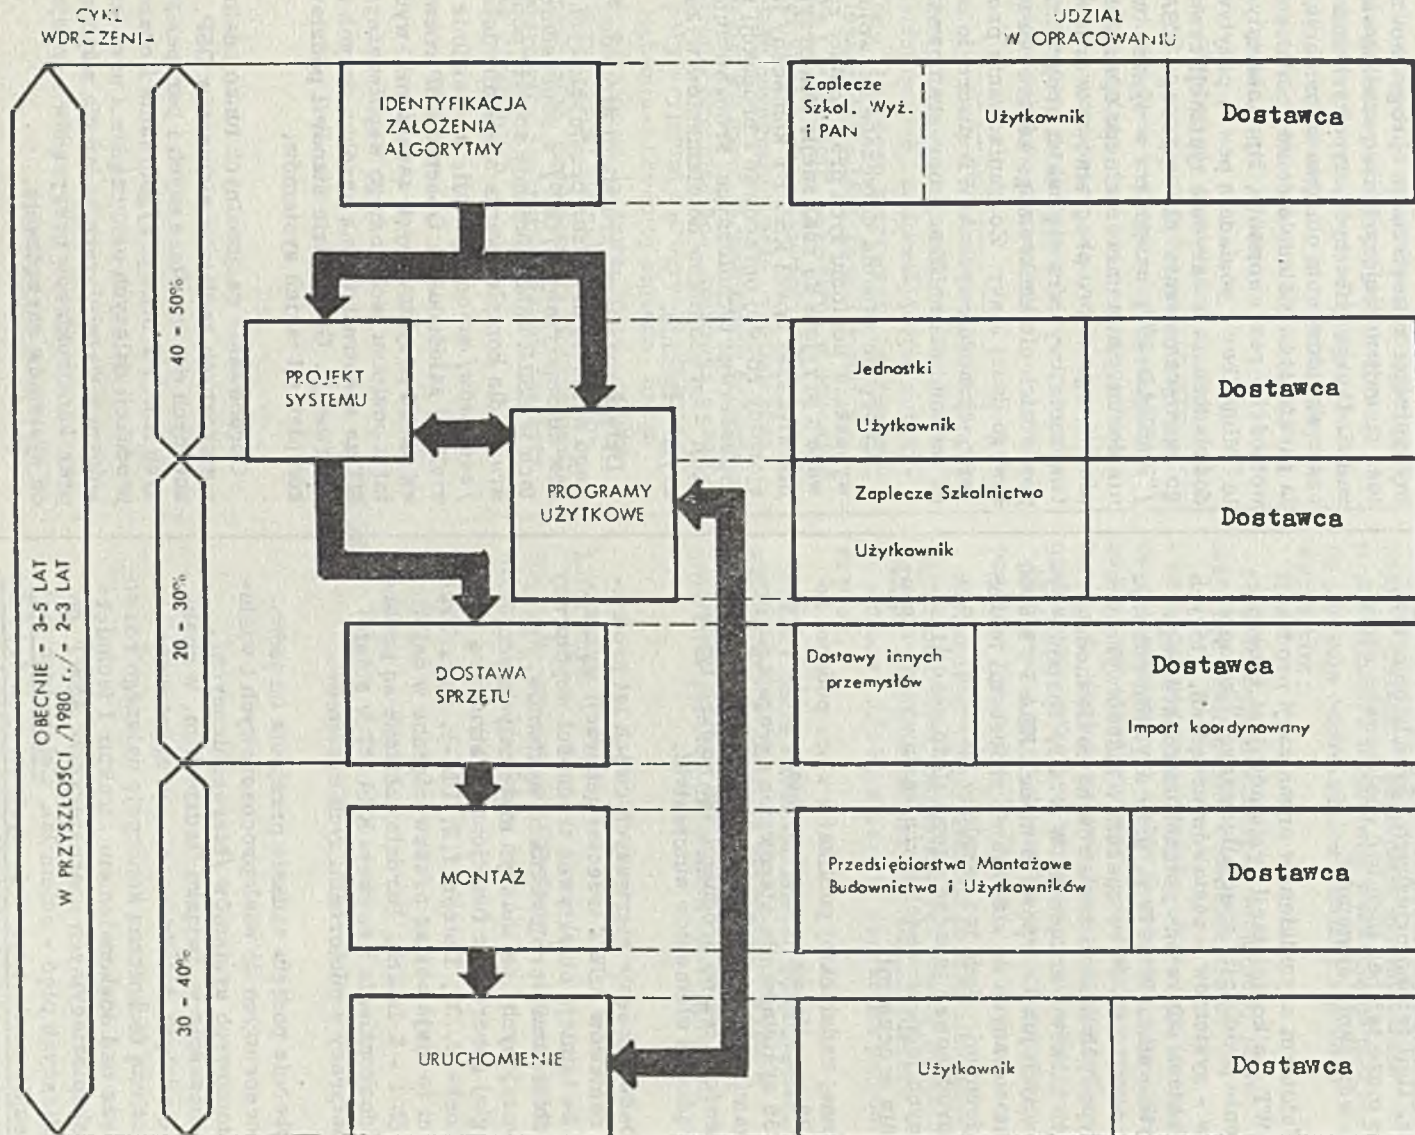 CYKL
WDROŻENI-
UDZIAŁ
W OPRACOWANIU
OBECNIE - 3-5 LAT
W PRZYSZŁOŚCI /1980 r./- 2-3 LAT
40 - 50%
20 - 30%
30 - 40%
IDENTYFIKACJA
ZAŁOŻENIA
ALGORYTMY
PROJEKT
SYSTEMU
PROGRAMY
UŻYTKOWE
DOSTAWA
SPRZĘTU
MONTAŻ
URUCHOMIENIE
Zaplecze
Szkol. Wyż.
i PAN
Użytkownik
Dostawca
Jednostki
Użytkownik
Dostawca
Zaplecze Szkolnictwo
Użytkownik
Dostawca
Dostawy innych
przemysłów
Dostawca
Import koordynowany
Przedsiębiorstwa Montażowe
Budownictwa i Użytkowników
Dostawca
Użytkownik
Dostawca